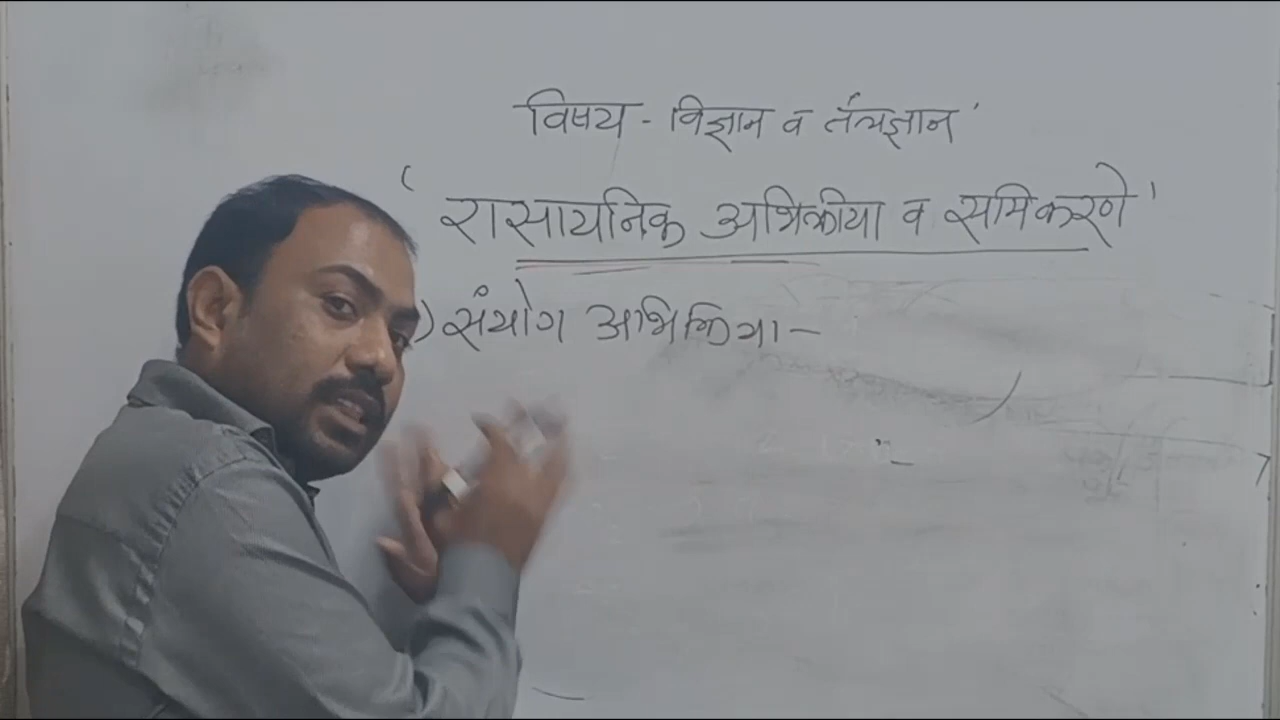 विषय - विज्ञान व तंत्रज्ञान'
'रासायनिक अभिक्रीया व समिकरणे'
) संयोग अभिक्रिया -